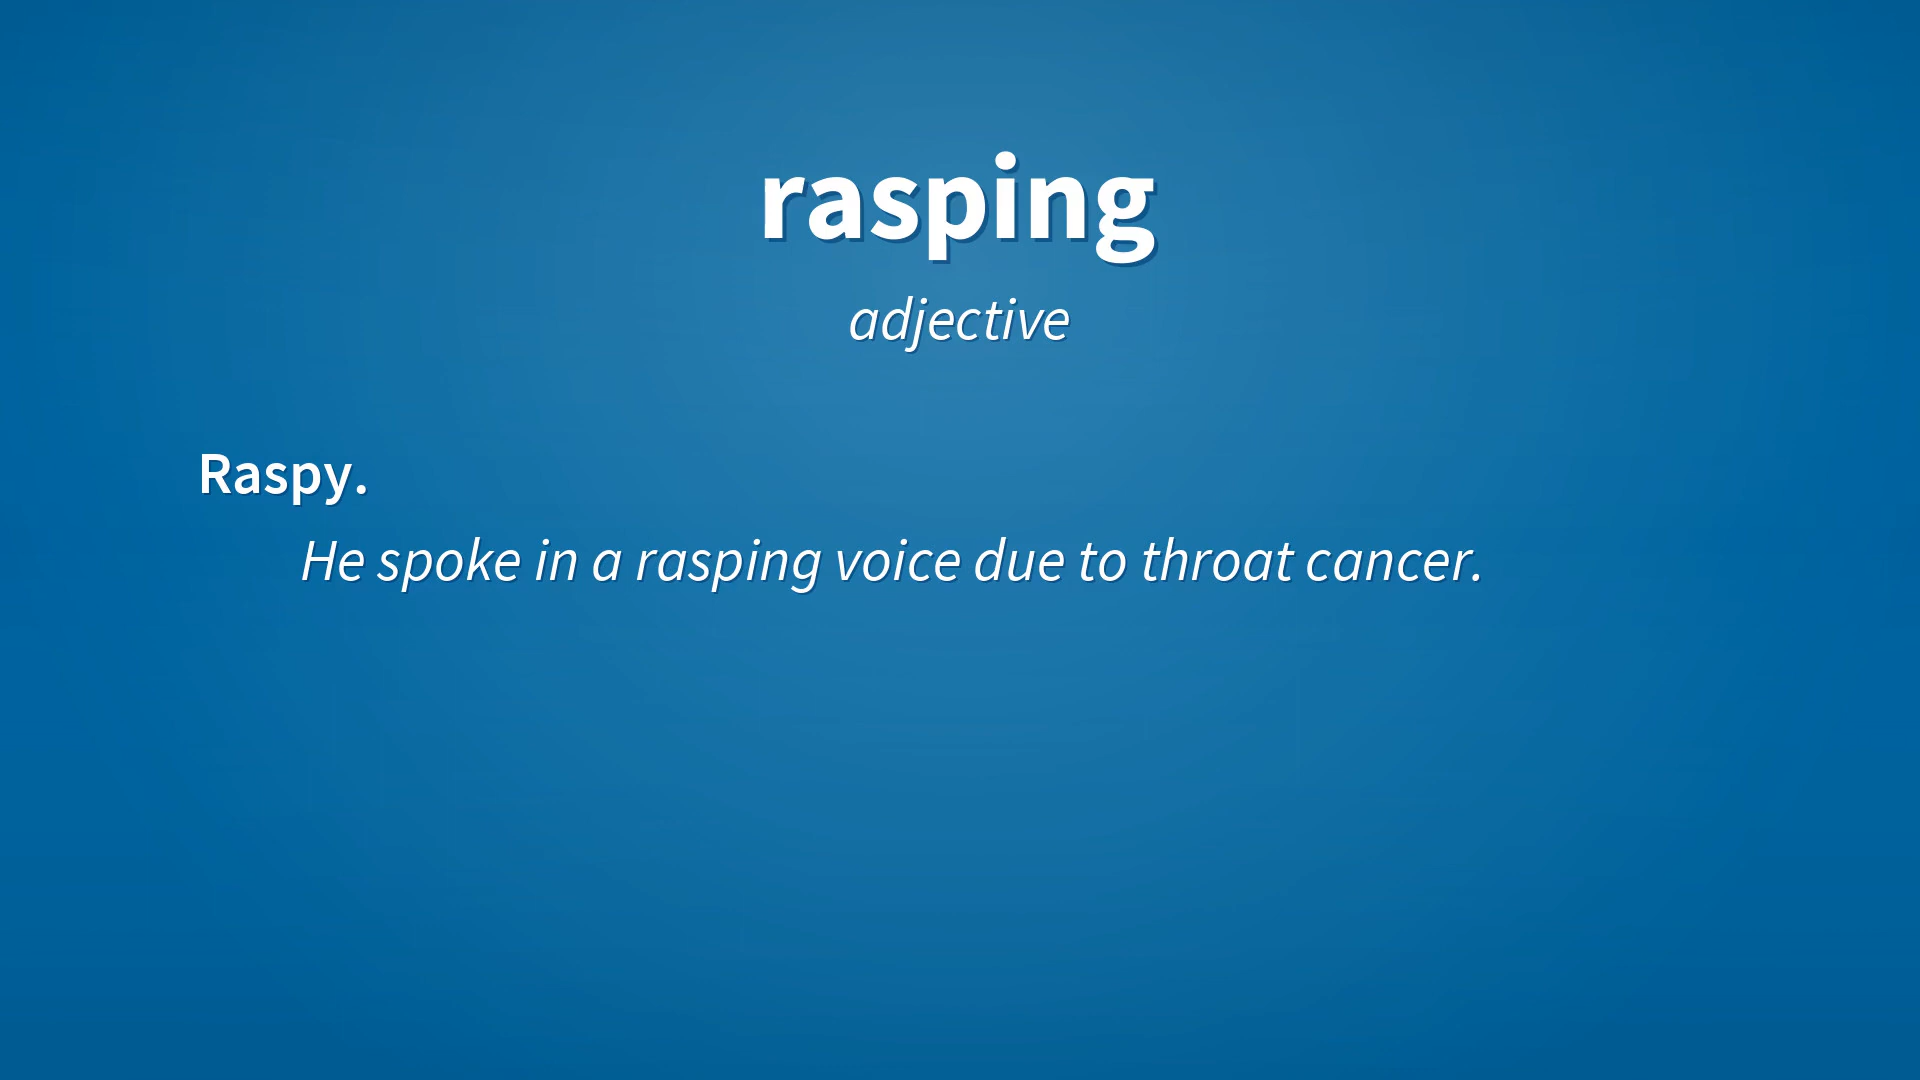 rasping
adjective
Raspy.
He spoke in a rasping voice due to throat cancer.